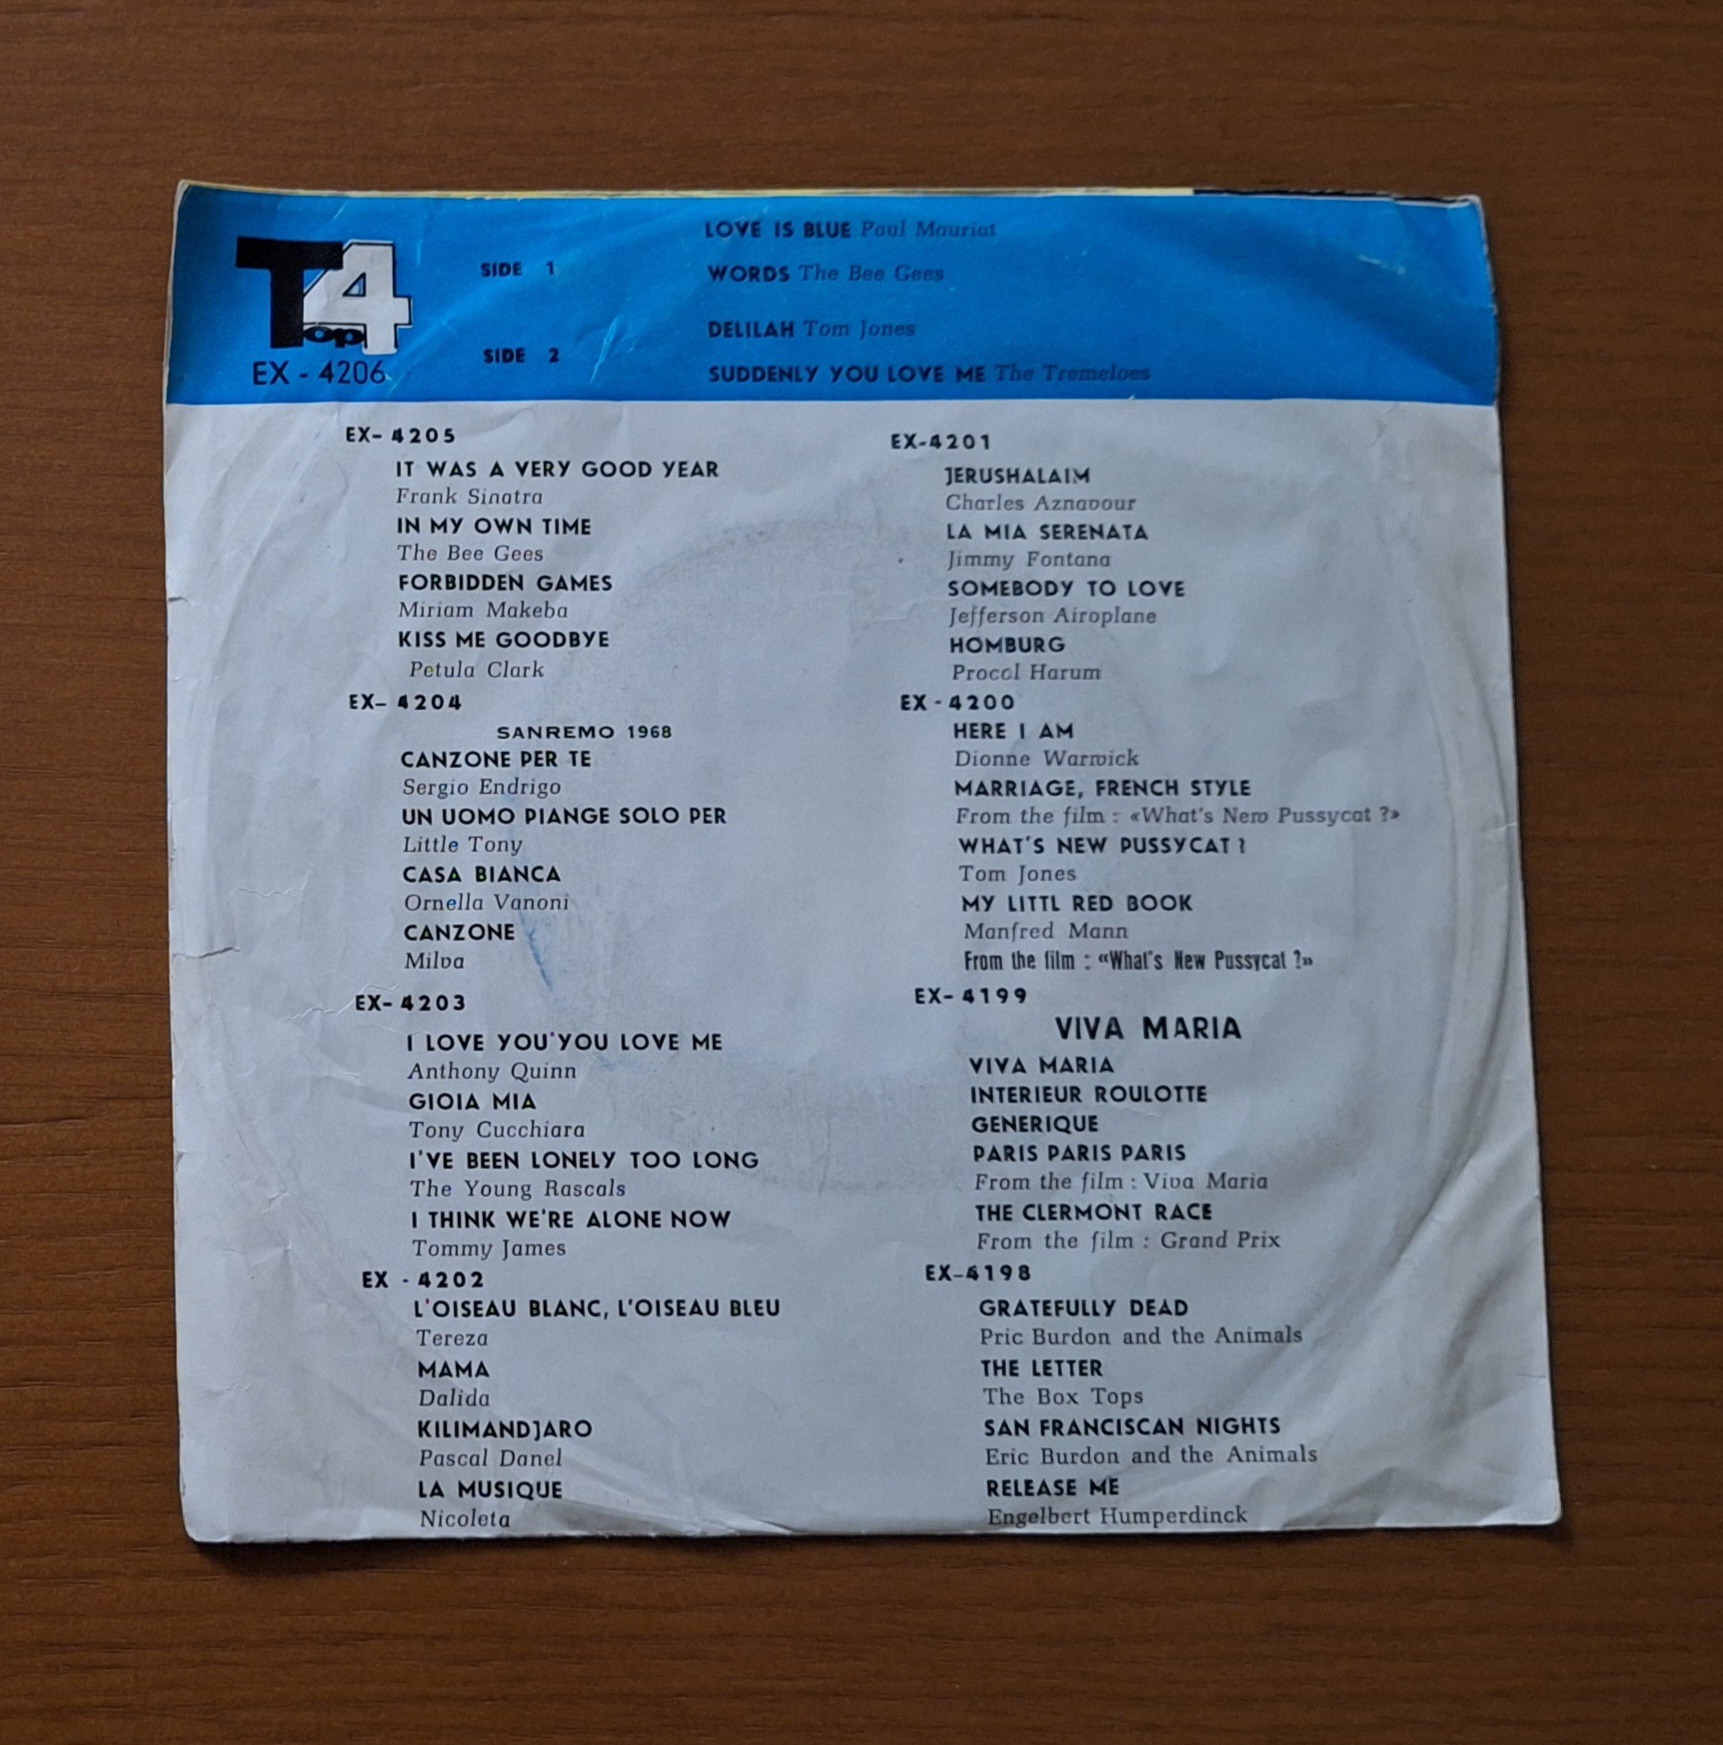 Top 4
EX - 4206
SIDE 1
LOVE IS BLUE Paul Mauriat
WORDS The Bee Gees
SIDE 2
DELILAH Tom Jones
SUDDENLY YOU LOVE ME The Tremeloes
EX- 4205
IT WAS A VERY GOOD YEAR
Frank Sinatra
IN MY OWN TIME
The Bee Gees
FORBIDDEN GAMES
Miriam Makeba
KISS ME GOODBYE
Petula Clark
EX- 4204
SANREMO 1968
CANZONE PER TE
Sergio Endrigo
UN UOMO PIANGE SOLO PER
Little Tony
CASA BIANCA
Ornella Vanoni
CANZONE
Milva
EX- 4203
I LOVE YOU'YOU LOVE ME
Anthony Quinn
GIOIA MIA
Tony Cucchiara
I'VE BEEN LONELY TOO LONG
The Young Rascals
I THINK WE'RE ALONE NOW
Tommy James
EX - 4202
L'OISEAU BLANC, L'OISEAU BLEU
Tereza
MAMA
Dalida
KILIMANDJARO
Pascal Danel
LA MUSIQUE
Nicoleta
EX-4201
JERUSHALAIM
Charles Aznavour
LA MIA SERENATA
Jimmy Fontana
SOMEBODY TO LOVE
Jefferson Airoplane
HOMBURG
Procol Harum
EX - 4200
HERE I AM
Dionne Warwick
MARRIAGE, FRENCH STYLE
From the film : «What's New Pussycat ?»
WHAT'S NEW PUSSYCAT ?
Tom Jones
MY LITTL RED BOOK
Manfred Mann
From the film : «What's New Pussycat ?»
EX- 4199
VIVA MARIA
VIVA MARIA
INTERIEUR ROULOTTE
GENERIQUE
PARIS PARIS PARIS
From the film : Viva Maria
THE CLERMONT RACE
From the film : Grand Prix
EX-4198
GRATEFULLY DEAD
Pric Burdon and the Animals
THE LETTER
The Box Tops
SAN FRANCISCAN NIGHTS
Eric Burdon and the Animals
RELEASE ME
Engelbert Humperdinck